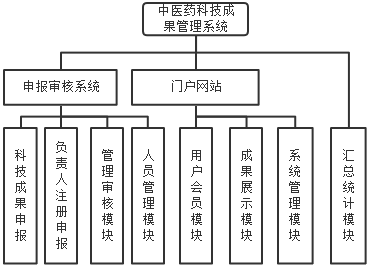 中医药科技成
果管理系统
申报审核系统
门户网站
科技成果申报
负责人注册申报
管理审核模块
人员管理模块
用户会员模块
成果展示模块
系统管理模块
汇总统计模块